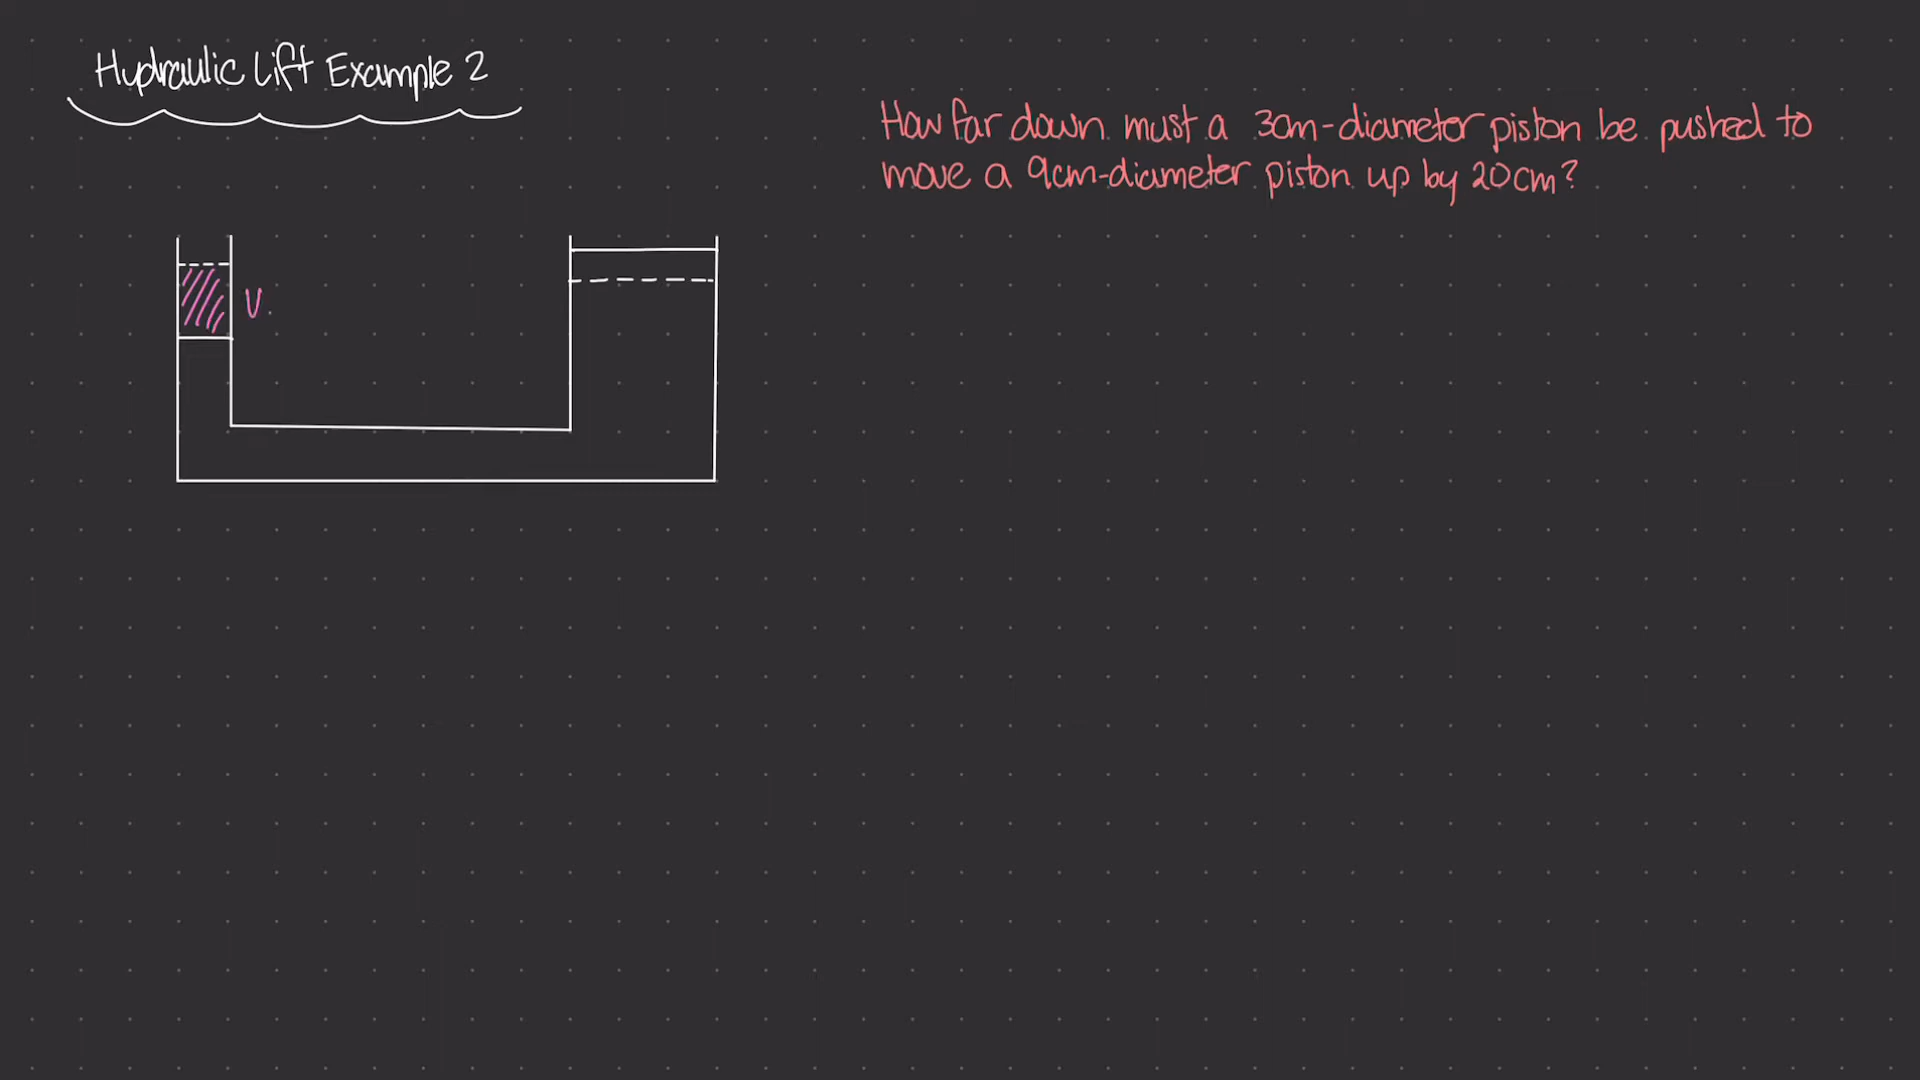 Hydraulic Lift Example 2
How far down must a 3cm-diameter piston be pushed to
move a 9cm-diameter piston up by 20cm?
V.